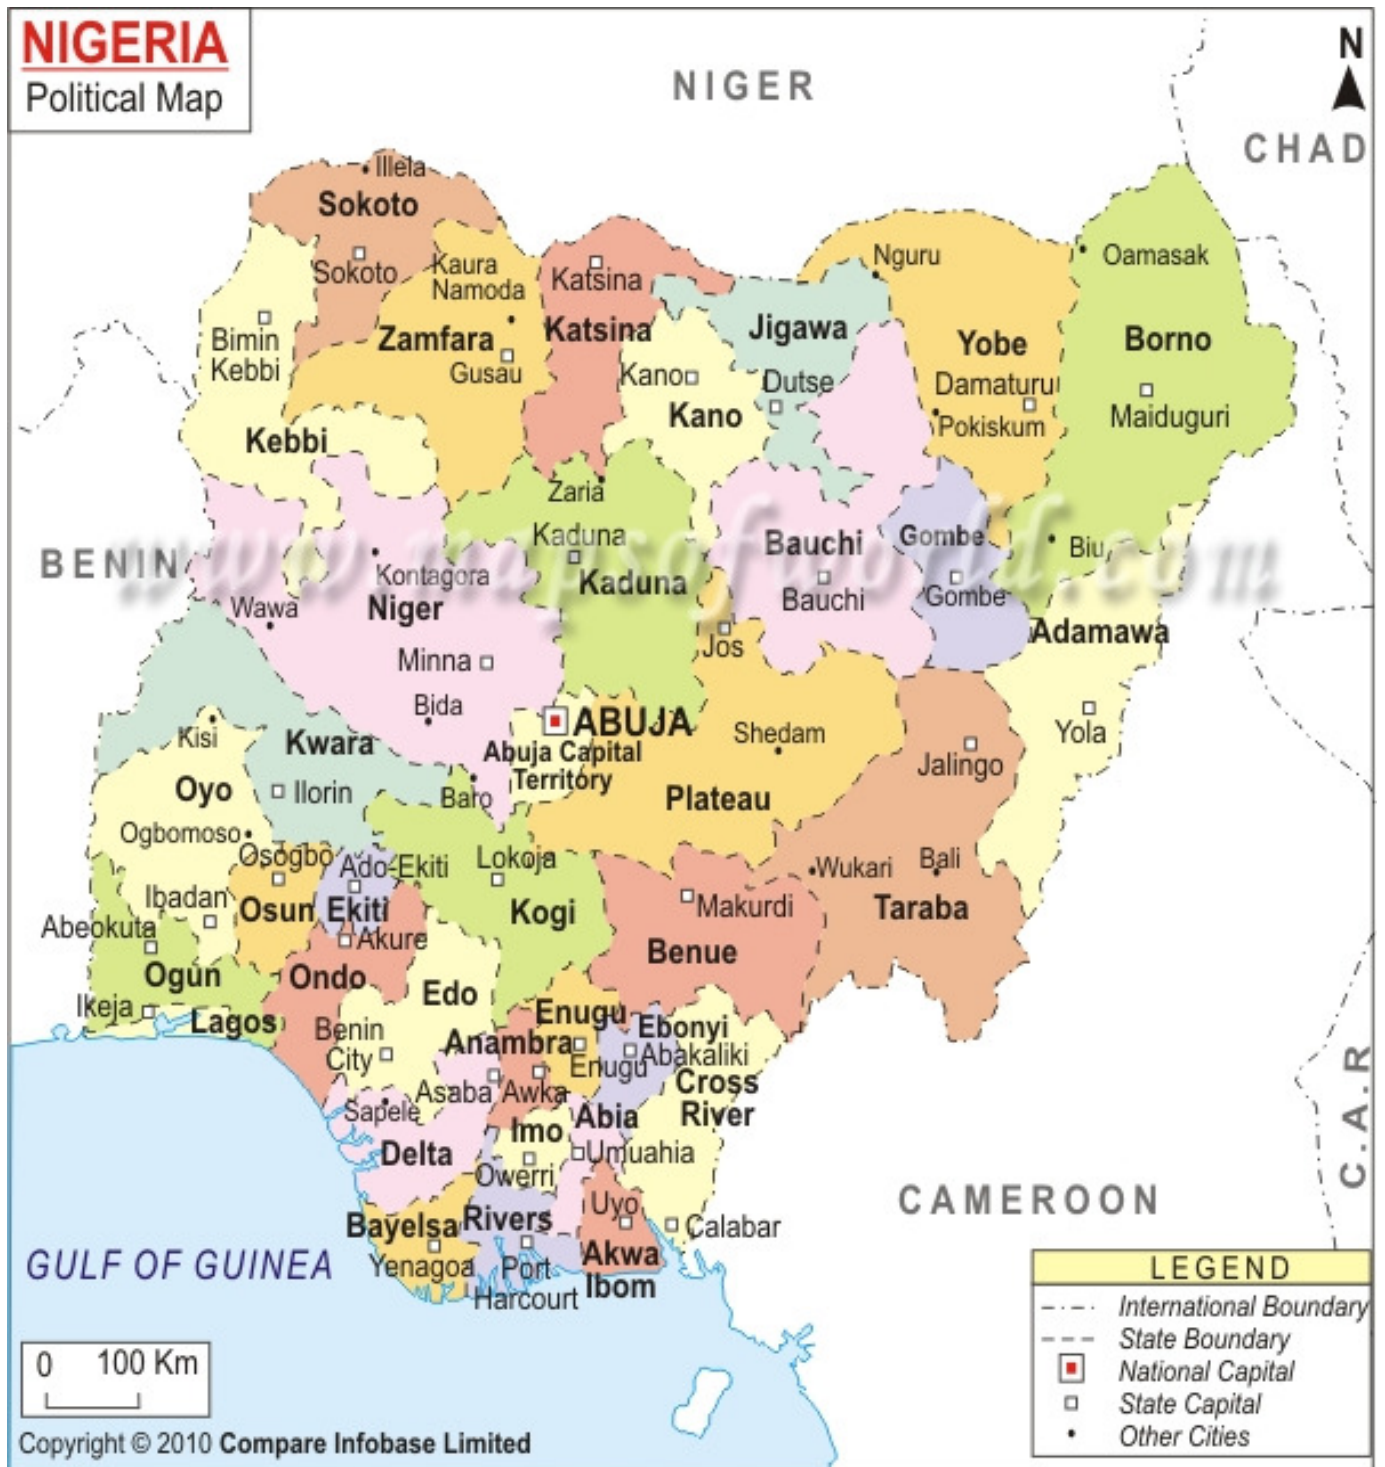 NIGERIA
Political Map
NIGER
N
CHAD
Illela
Sokoto
Sokoto
Kaura
Namoda
Katsina
Nguru
Oamasak
Bimin
Kebbi
Zamfara
Katsina
Jigawa
Yobe
Borno
Gusau
Kano
Dutse
Damaturu
Kano
Pokiskum
Maiduguri
Kebbi
Zaria
Kaduna
Bauchi
Gombe
Biu
BENIN
www.mapsofworld.com
Kontagora
Kaduna
Bauchi
Gombe
Wawa
Niger
Adamawa
Minna
Jos
Bida
ABUJA
Shedam
Yola
Kisi
Kwara
Abuja Capital
Territory
Jalingo
Oyo
Ilorin
Baro
Plateau
Ogbomoso
Osogbo
Ado-Ekiti
Lokoja
Wukari
Bali
Ibadan
Osun
Ekiti
Kogi
Makurdi
Taraba
Abeokuta
Akure
Benue
Ogun
Ondo
Edo
Ikeja
Lagos
Enugu
Ebonyi
Benin
City
Anambra
Enugu
Abakaliki
Asaba
Awka
Cross
River
Sapele
Imo
Abia
Delta
Owerri
Umuahia
C.A.R
Bayelsa
Rivers
Uyo
Calabar
CAMEROON
Yenagoa
Port
Harcourt
Akwa
Ibom
GULF OF GUINEA
LEGEND
International Boundary
State Boundary
National Capital
State Capital
Other Cities
0 100 Km
Copyright © 2010 Compare Infobase Limited